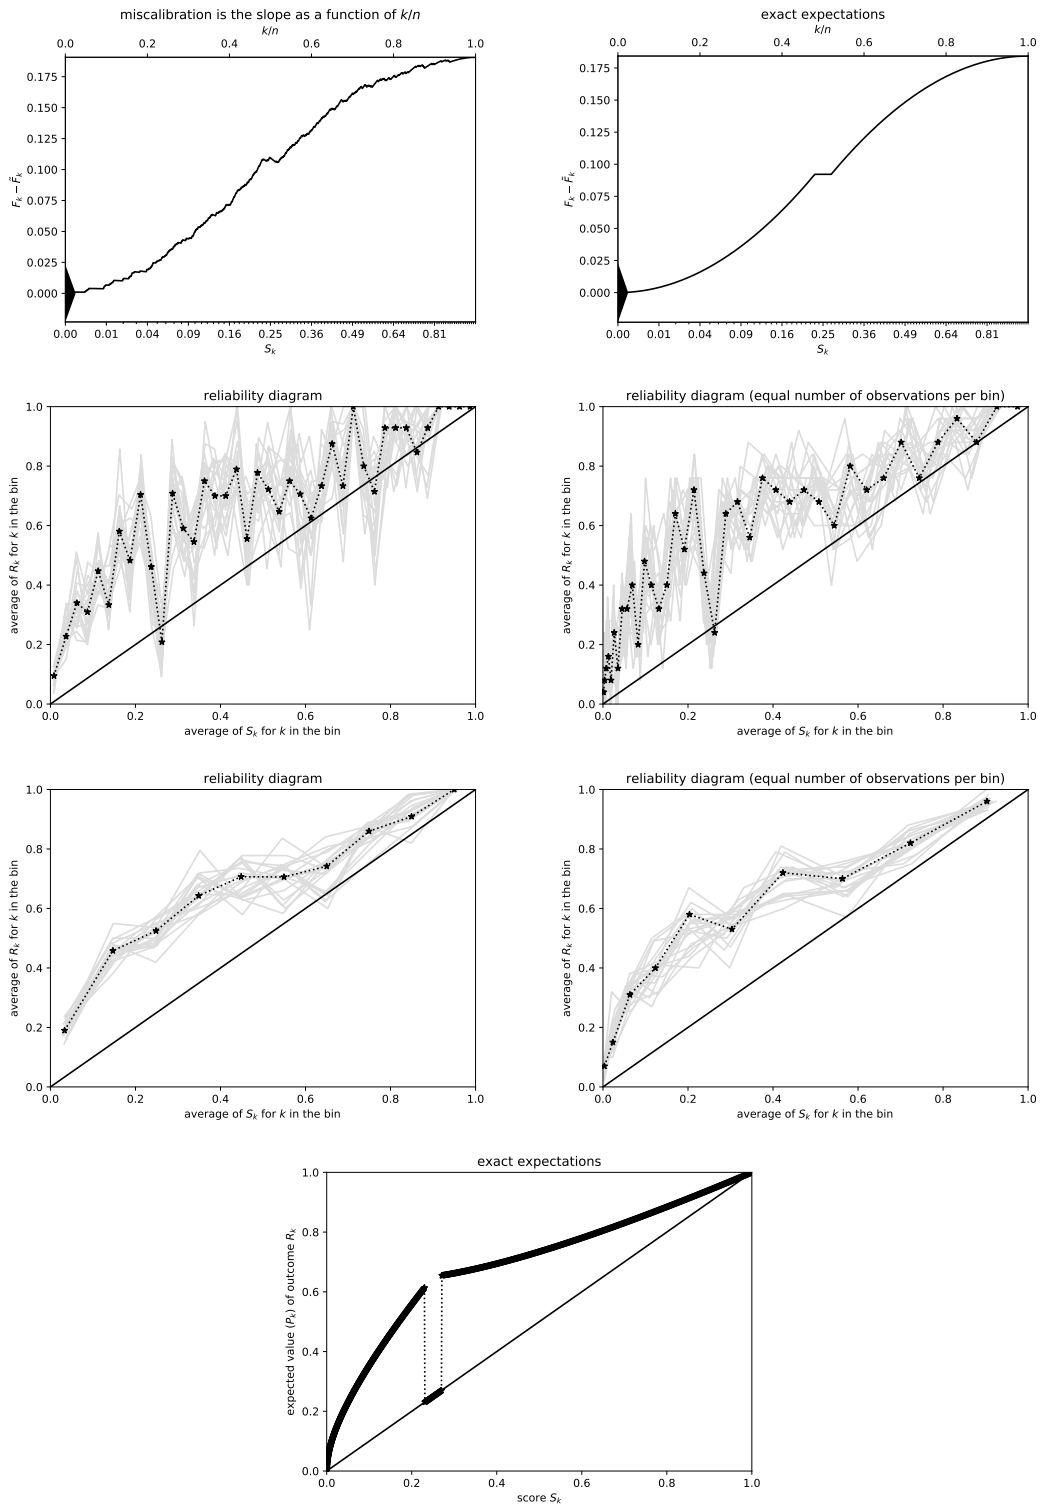 miscalibration is the slope as a function of k/n
k/n
0.0 0.2 0.4 0.6 0.8 1.0
0.175
0.150
0.125
0.100
0.075
0.050
0.025
0.000
F_k − F̃_k
0.00 0.01 0.04 0.09 0.16 0.25 0.36 0.49 0.64 0.81
S_k
exact expectations
k/n
0.0 0.2 0.4 0.6 0.8 1.0
0.175
0.150
0.125
0.100
0.075
0.050
0.025
0.000
F_k − F̃_k
0.00 0.01 0.04 0.09 0.16 0.25 0.36 0.49 0.64 0.81
S_k
reliability diagram
1.0
0.8
0.6
0.4
0.2
0.0
average of R_k for k in the bin
0.0 0.2 0.4 0.6 0.8 1.0
average of S_k for k in the bin
reliability diagram (equal number of observations per bin)
1.0
0.8
0.6
0.4
0.2
0.0
average of R_k for k in the bin
0.0 0.2 0.4 0.6 0.8 1.0
average of S_k for k in the bin
reliability diagram
1.0
0.8
0.6
0.4
0.2
0.0
average of R_k for k in the bin
0.0 0.2 0.4 0.6 0.8 1.0
average of S_k for k in the bin
reliability diagram (equal number of observations per bin)
1.0
0.8
0.6
0.4
0.2
0.0
average of R_k for k in the bin
0.0 0.2 0.4 0.6 0.8 1.0
average of S_k for k in the bin
exact expectations
1.0
0.8
0.6
0.4
0.2
0.0
expected value (P_k) of outcome R_k
0.0 0.2 0.4 0.6 0.8 1.0
score S_k